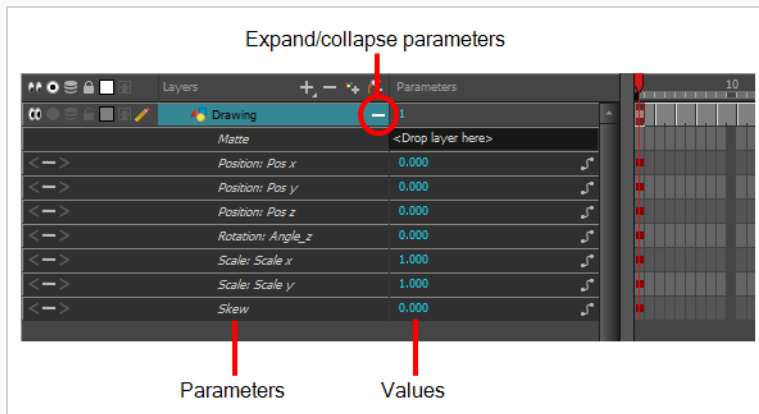 Expand/collapse parameters
Layers Parameters 10
Drawing 1
Matte <Drop layer here>
Position: Pos x 0.000
Position: Pos y 0.000
Position: Pos z 0.000
Rotation: Angle_z 0.000
Scale: Scale x 1.000
Scale: Scale y 1.000
Skew 0.000
Parameters Values